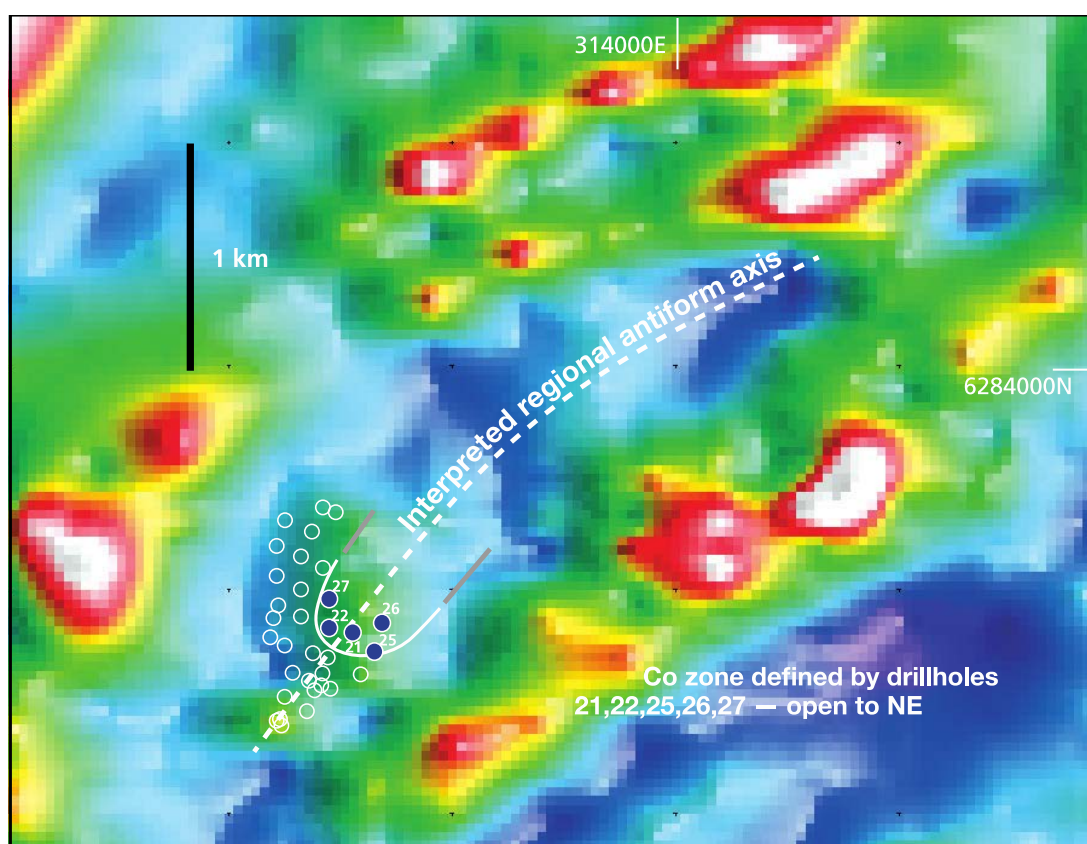 314000E
1 km
Interpreted regional antiform axis
6284000N
27
22
26
21
25
Co zone defined by drillholes
21,22,25,26,27 — open to NE